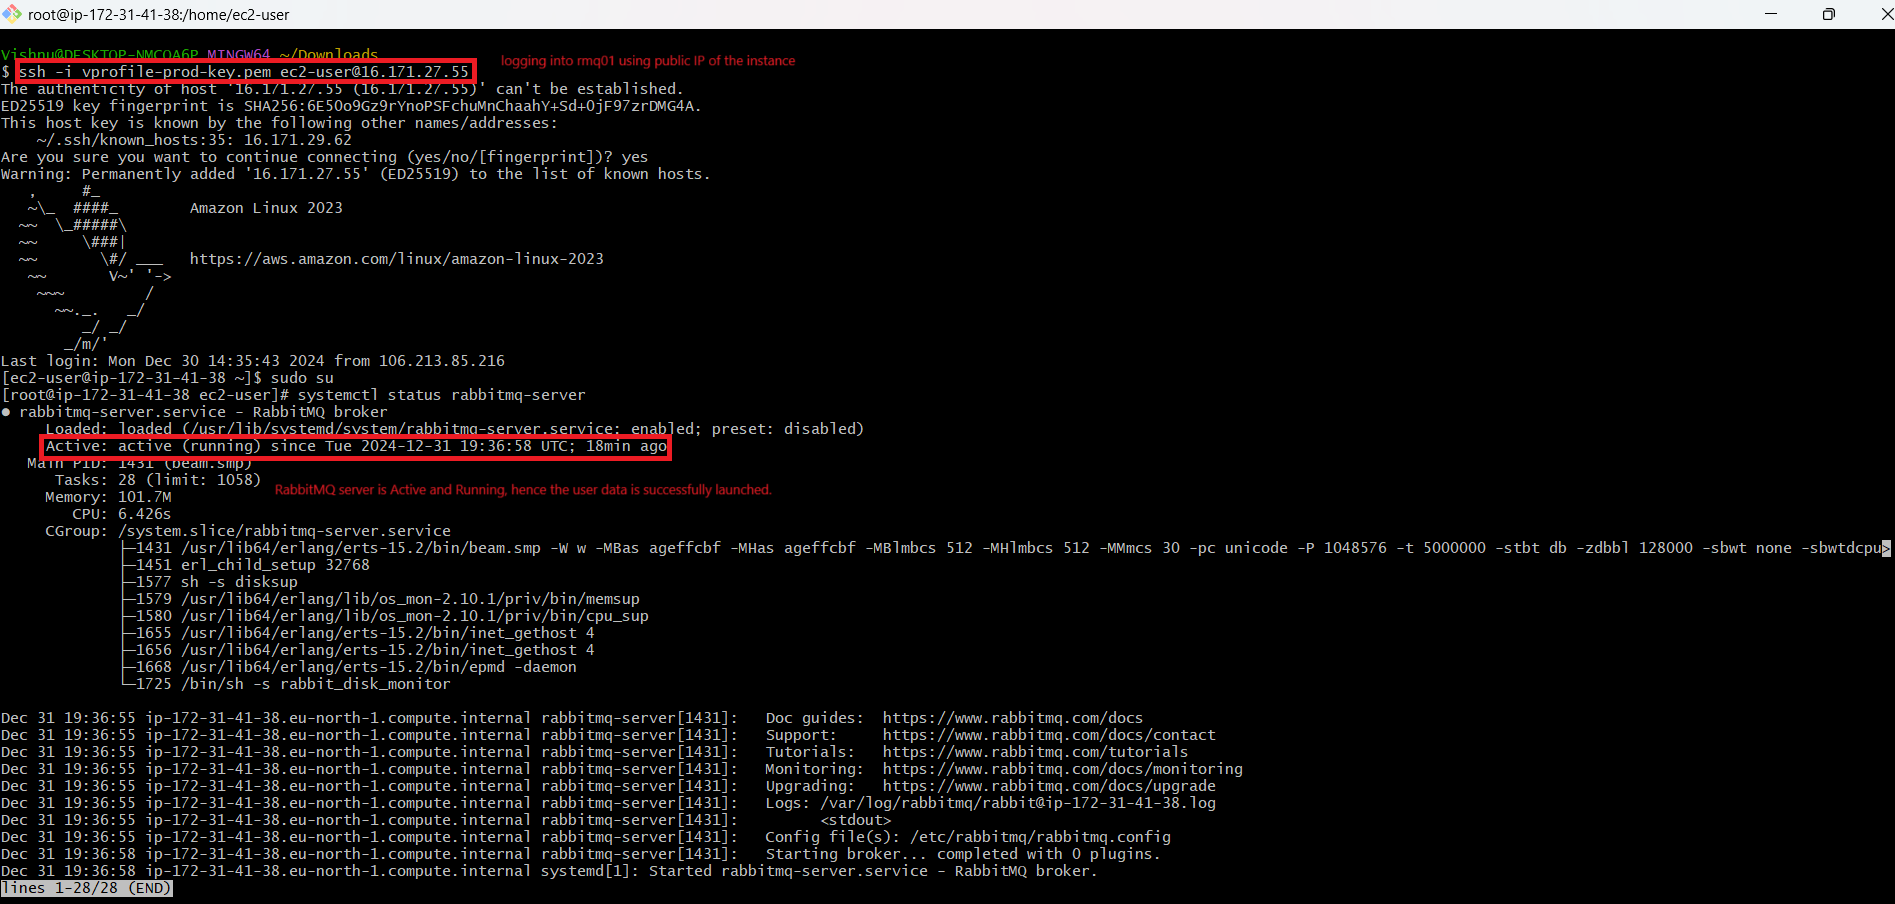 root@ip-172-31-41-38:/home/ec2-user
Vishnu@DESKTOP-NMCOA6P MINGW64 ~/Downloads
$ ssh -i vprofile-prod-key.pem ec2-user@16.171.27.55
logging into rmq01 using public IP of the instance
The authenticity of host '16.171.27.55 (16.171.27.55)' can't be established.
ED25519 key fingerprint is SHA256:6E5Oo9Gz9rYnoPSFchuMnChaahY+Sd+OjF97zrDMG4A.
This host key is known by the following other names/addresses:
    ~/.ssh/known_hosts:35: 16.171.29.62
Are you sure you want to continue connecting (yes/no/[fingerprint])? yes
Warning: Permanently added '16.171.27.55' (ED25519) to the list of known hosts.
   ,     #_
   ~\_  ####_        Amazon Linux 2023
  ~~  \_#####\
  ~~     \###|
  ~~       \#/ ___   https://aws.amazon.com/linux/amazon-linux-2023
   ~~       V~' '->
    ~~~         /
      ~~._.   _/
         _/ _/
       _/m/'
Last login: Mon Dec 30 14:35:43 2024 from 106.213.85.216
[ec2-user@ip-172-31-41-38 ~]$ sudo su
[root@ip-172-31-41-38 ec2-user]# systemctl status rabbitmq-server
● rabbitmq-server.service - RabbitMQ broker
     Loaded: loaded (/usr/lib/systemd/system/rabbitmq-server.service; enabled; preset: disabled)
     Active: active (running) since Tue 2024-12-31 19:36:58 UTC; 18min ago
   Main PID: 1431 (beam.smp)
      Tasks: 28 (limit: 1058)
RabbitMQ server is Active and Running, hence the user data is successfully launched.
     Memory: 101.7M
        CPU: 6.426s
     CGroup: /system.slice/rabbitmq-server.service
             ├─1431 /usr/lib64/erlang/erts-15.2/bin/beam.smp -W w -MBas ageffcbf -MHas ageffcbf -MBlmbcs 512 -MHlmbcs 512 -MMmcs 30 -pc unicode -P 1048576 -t 5000000 -stbt db -zdbbl 128000 -sbwt none -sbwtdcpu>
             ├─1451 erl_child_setup 32768
             ├─1577 sh -s disksup
             ├─1579 /usr/lib64/erlang/lib/os_mon-2.10.1/priv/bin/memsup
             ├─1580 /usr/lib64/erlang/lib/os_mon-2.10.1/priv/bin/cpu_sup
             ├─1655 /usr/lib64/erlang/erts-15.2/bin/inet_gethost 4
             ├─1656 /usr/lib64/erlang/erts-15.2/bin/inet_gethost 4
             ├─1668 /usr/lib64/erlang/erts-15.2/bin/epmd -daemon
             └─1725 /bin/sh -s rabbit_disk_monitor
Dec 31 19:36:55 ip-172-31-41-38.eu-north-1.compute.internal rabbitmq-server[1431]:   Doc guides:  https://www.rabbitmq.com/docs
Dec 31 19:36:55 ip-172-31-41-38.eu-north-1.compute.internal rabbitmq-server[1431]:   Support:     https://www.rabbitmq.com/docs/contact
Dec 31 19:36:55 ip-172-31-41-38.eu-north-1.compute.internal rabbitmq-server[1431]:   Tutorials:   https://www.rabbitmq.com/tutorials
Dec 31 19:36:55 ip-172-31-41-38.eu-north-1.compute.internal rabbitmq-server[1431]:   Monitoring:  https://www.rabbitmq.com/docs/monitoring
Dec 31 19:36:55 ip-172-31-41-38.eu-north-1.compute.internal rabbitmq-server[1431]:   Upgrading:   https://www.rabbitmq.com/docs/upgrade
Dec 31 19:36:55 ip-172-31-41-38.eu-north-1.compute.internal rabbitmq-server[1431]:   Logs: /var/log/rabbitmq/rabbit@ip-172-31-41-38.log
Dec 31 19:36:55 ip-172-31-41-38.eu-north-1.compute.internal rabbitmq-server[1431]:         <stdout>
Dec 31 19:36:55 ip-172-31-41-38.eu-north-1.compute.internal rabbitmq-server[1431]:   Config file(s): /etc/rabbitmq/rabbitmq.config
Dec 31 19:36:58 ip-172-31-41-38.eu-north-1.compute.internal rabbitmq-server[1431]:   Starting broker... completed with 0 plugins.
Dec 31 19:36:58 ip-172-31-41-38.eu-north-1.compute.internal systemd[1]: Started rabbitmq-server.service - RabbitMQ broker.
lines 1-28/28 (END)